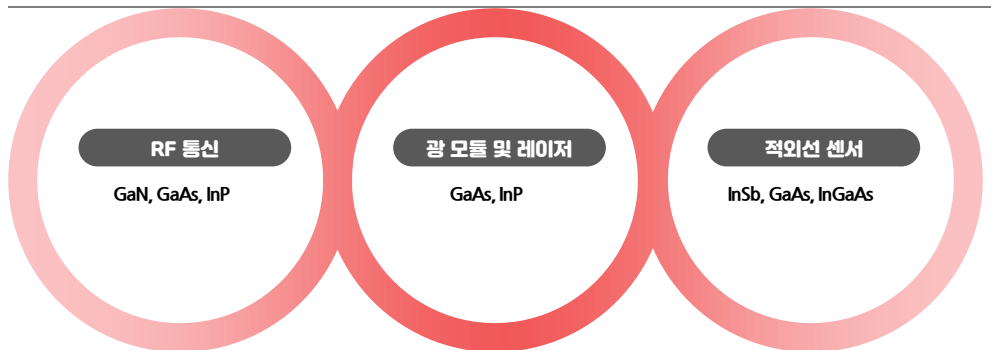 RF 통신
GaN, GaAs, InP
광 모듈 및 레이저
GaAs, InP
적외선 센서
InSb, GaAs, InGaAs